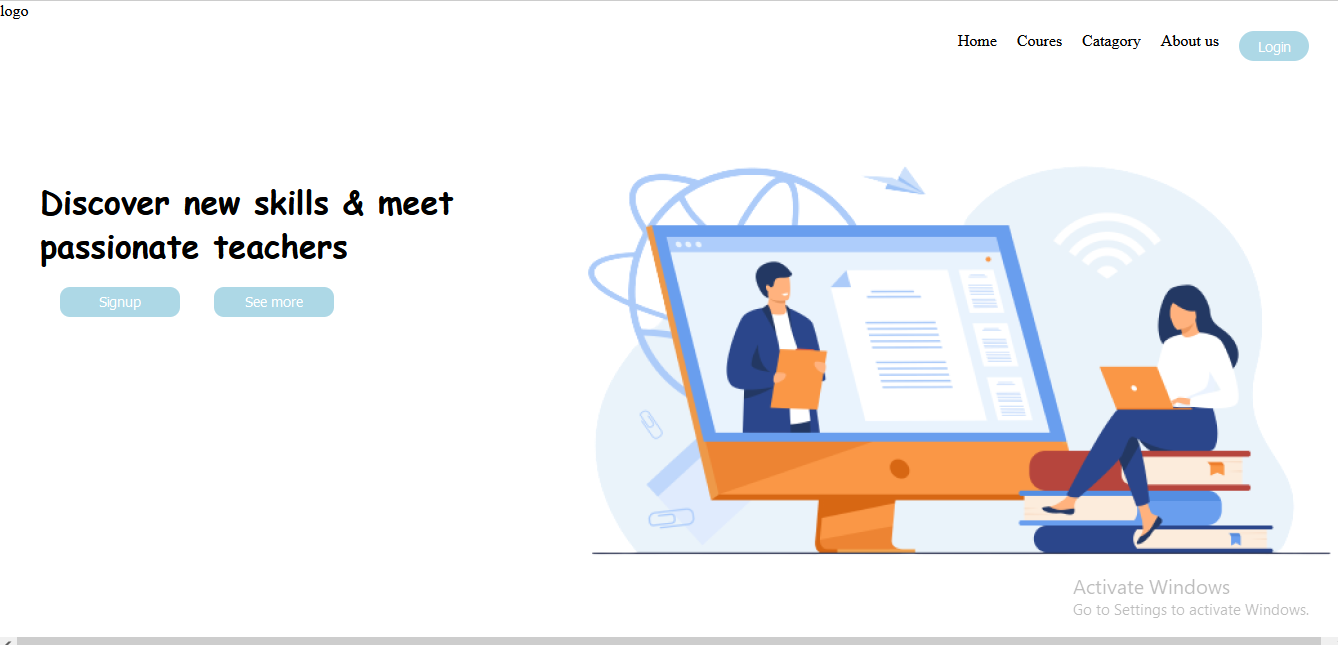 logo
Home Coures Catagory About us Login
Discover new skills & meet
passionate teachers
Signup See more
Activate Windows
Go to Settings to activate Windows.